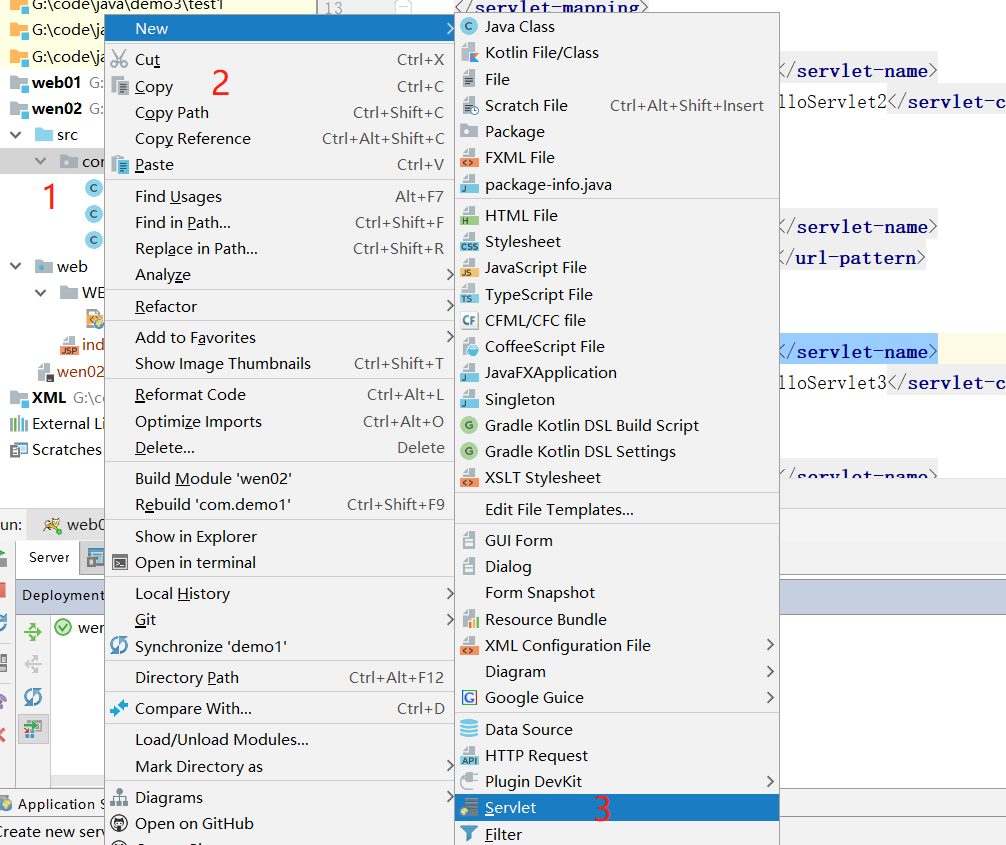 G:\code\java\demo3\test1
G:\code\j
G:\code\j
web01 G:
wen02 G:
src
1
web
wen02
XML G:\c
External Li
Scratches
Server
Deployment
Application S
Create new serv
New
Cut Ctrl+X
2
Copy Ctrl+C
Copy Path Ctrl+Shift+C
Copy Reference Ctrl+Alt+Shift+C
Paste Ctrl+V
Find Usages Alt+F7
Find in Path... Ctrl+Shift+F
Replace in Path... Ctrl+Shift+R
Analyze
Refactor
Add to Favorites
Show Image Thumbnails Ctrl+Shift+T
Reformat Code Ctrl+Alt+L
Optimize Imports Ctrl+Alt+O
Delete... Delete
Build Module 'wen02'
Rebuild 'com.demo1' Ctrl+Shift+F9
Show in Explorer
Open in terminal
Local History
Git
Synchronize 'demo1'
Directory Path Ctrl+Alt+F12
Compare With... Ctrl+D
Load/Unload Modules...
Mark Directory as
Diagrams
Open on GitHub
Java Class
Kotlin File/Class
File
Scratch File Ctrl+Alt+Shift+Insert
Package
FXML File
package-info.java
HTML File
Stylesheet
JavaScript File
TypeScript File
CFML/CFC file
CoffeeScript File
JavaFXApplication
Singleton
Gradle Kotlin DSL Build Script
Gradle Kotlin DSL Settings
XSLT Stylesheet
Edit File Templates...
GUI Form
Dialog
Form Snapshot
Resource Bundle
XML Configuration File
Diagram
Google Guice
Data Source
HTTP Request
Plugin DevKit
Servlet 3
Filter
13 </servlet-mapping>
</servlet-name>
lloServlet2</servlet-c
</servlet-name>
</url-pattern>
</servlet-name>
lloServlet3</servlet-c
</servlet-name>